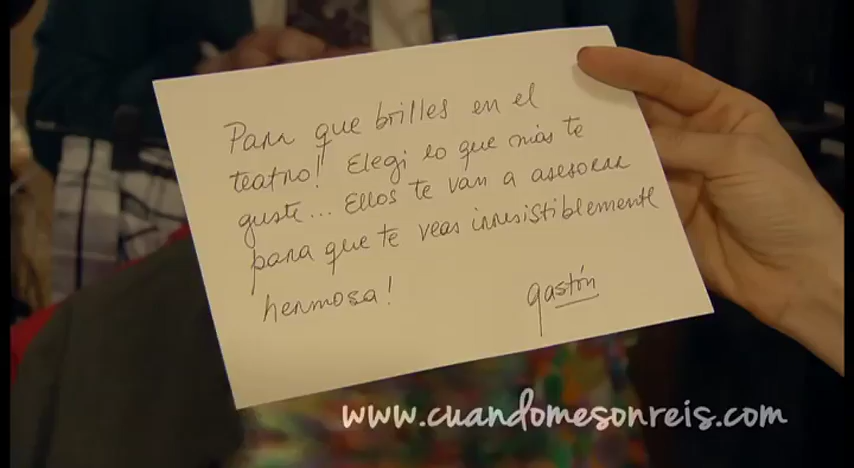 Para que brilles en el
teatro! Elegi lo que más te
guste... Ellos te van a asesorar
para que te veas irresistiblemente
hermosa!
gastón
www.cuandomesonreis.com